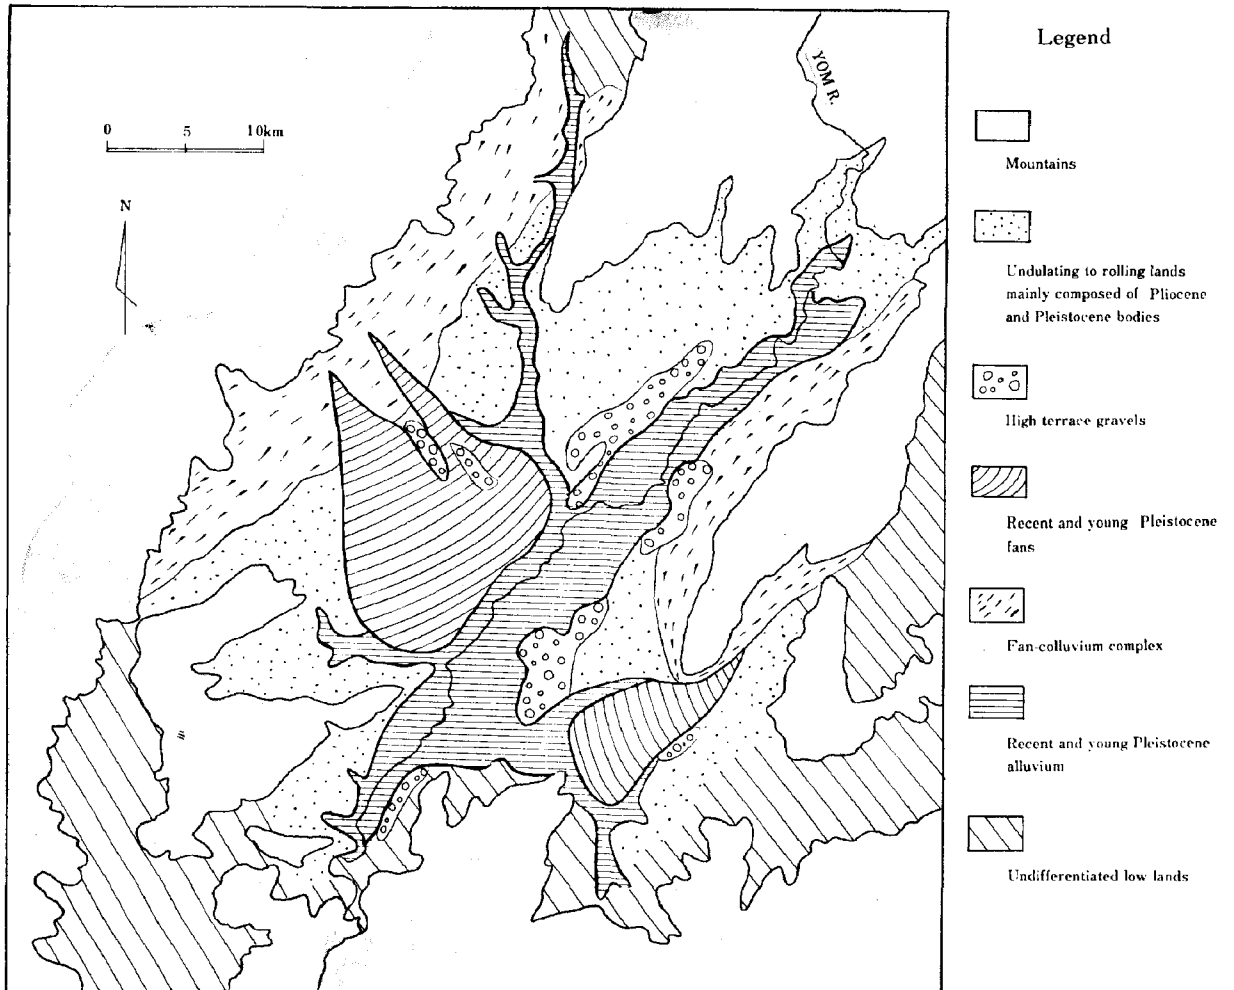 Legend
YOM R.
0 5 10km
N
Mountains
Undulating to rolling lands
mainly composed of Pliocene
and Pleistocene bodies
High terrace gravels
Recent and young Pleistocene
fans
Fan-colluvium complex
Recent and young Pleistocene
alluvium
Undifferentiated low lands